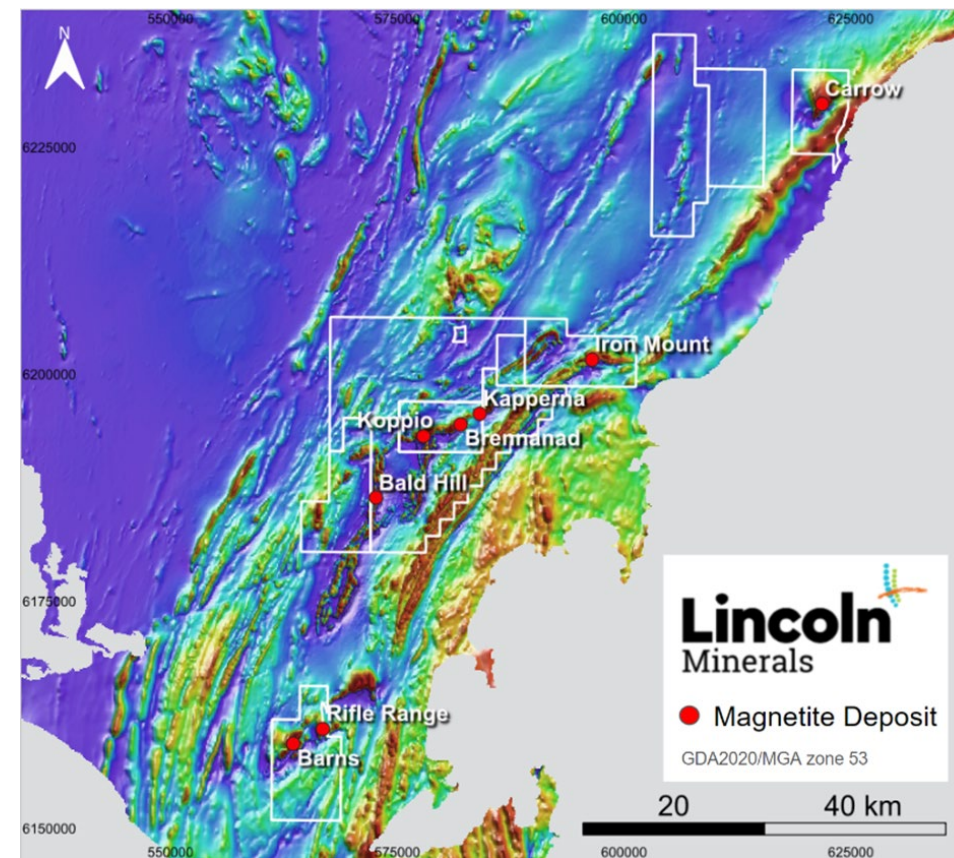 550000 575000 600000 625000
N
Carrow
6225000
Iron Mount
6200000
Kapperna
Koppio
Brennanad
Bald Hill
6175000
Lincoln
Minerals
Rifle Range
Magnetite Deposit
Barns
GDA2020/MGA zone 53
20 40 km
6150000
550000 575000 600000 625000